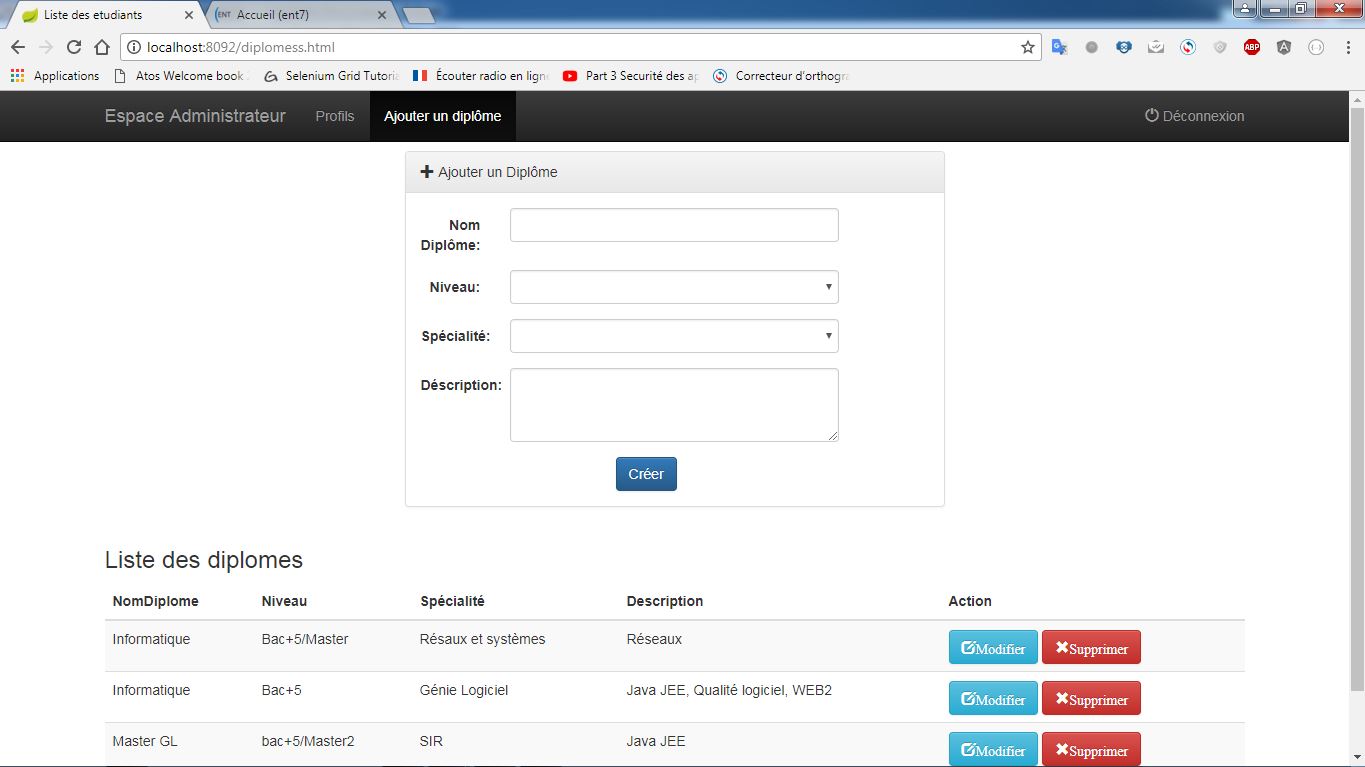 Liste des etudiants
ENT Accueil (ent7)
localhost:8092/diplomess.html
ABP
Applications Atos Welcome book Selenium Grid Tutoria Écouter radio en ligne Part 3 Securité des ap Correcteur d'orthogra
Espace Administrateur Profils Ajouter un diplôme Déconnexion
Ajouter un Diplôme
Nom
Diplôme:
Niveau:
Spécialité:
Déscription:
Créer
Liste des diplomes
NomDiplome Niveau Spécialité Description Action
Informatique Bac+5/Master Résaux et systèmes Réseaux Modifier Supprimer
Informatique Bac+5 Génie Logiciel Java JEE, Qualité logiciel, WEB2 Modifier Supprimer
Master GL bac+5/Master2 SIR Java JEE Modifier Supprimer